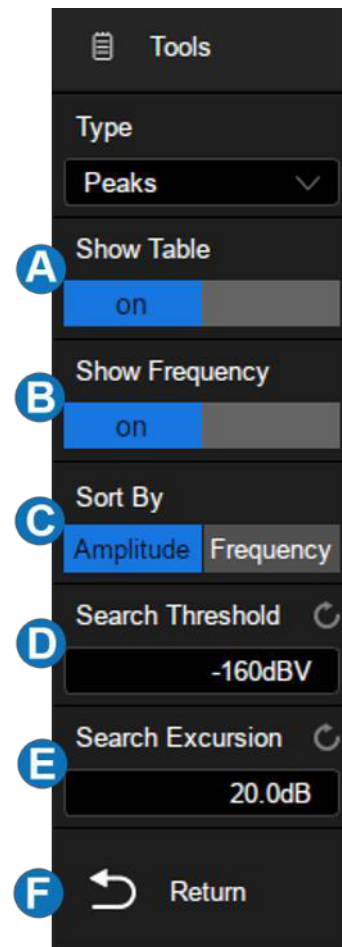 Tools
Type
Peaks
A
Show Table
on
B
Show Frequency
on
C
Sort By
Amplitude Frequency
D
Search Threshold
-160dBV
E
Search Excursion
20.0dB
F
Return